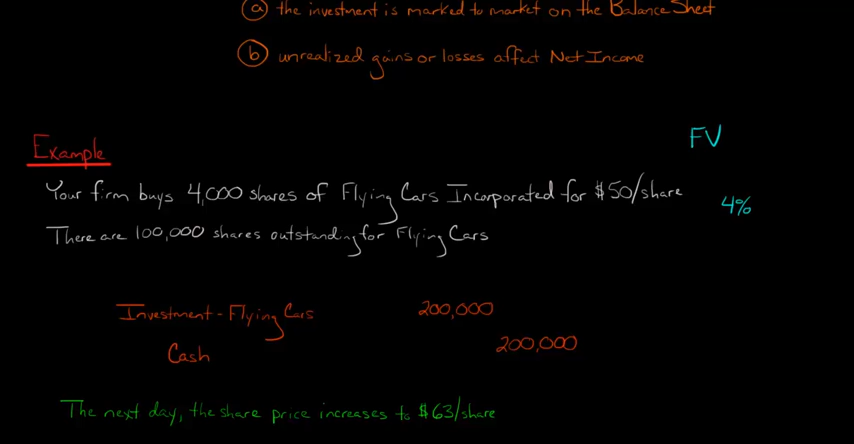 ⓐ the investment is marked to market on the Balance Sheet
ⓑ unrealized gains or losses affect Net Income
FV
Example
Your firm buys 4,000 shares of Flying Cars Incorporated for $50/share
4%
There are 100,000 shares outstanding for Flying Cars
Investment - Flying Cars 200,000
Cash 200,000
The next day, the share price increases to $63/share